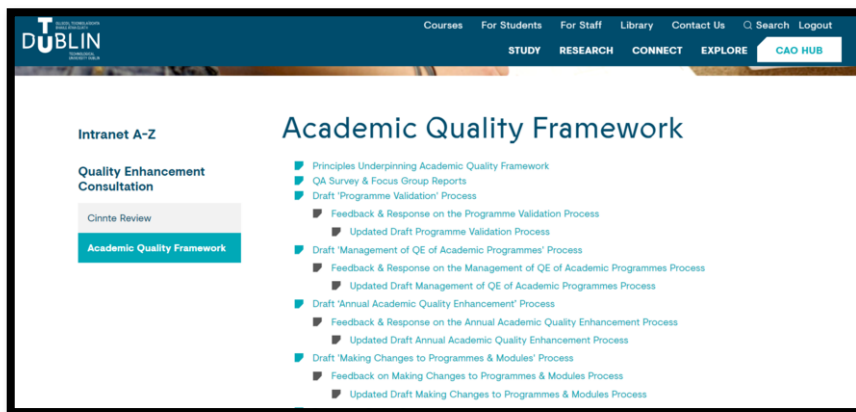 Courses For Students For Staff Library Contact Us Search Logout
TU DUBLIN
STUDY RESEARCH CONNECT EXPLORE CAO HUB
Academic Quality Framework
Intranet A-Z
Quality Enhancement
Consultation
Cinnte Review
Academic Quality Framework
Principles Underpinning Academic Quality Framework
QA Survey & Focus Group Reports
Draft 'Programme Validation' Process
Feedback & Response on the Programme Validation Process
Updated Draft Programme Validation Process
Draft 'Management of QE of Academic Programmes' Process
Feedback & Response on the Management of QE of Academic Programmes Process
Updated Draft Management of QE of Academic Programmes Process
Draft 'Annual Academic Quality Enhancement' Process
Feedback & Response on the Annual Academic Quality Enhancement Process
Updated Draft Annual Academic Quality Enhancement Process
Draft 'Making Changes to Programmes & Modules' Process
Feedback on Making Changes to Programmes & Modules Process
Updated Draft Making Changes to Programmes & Modules Process